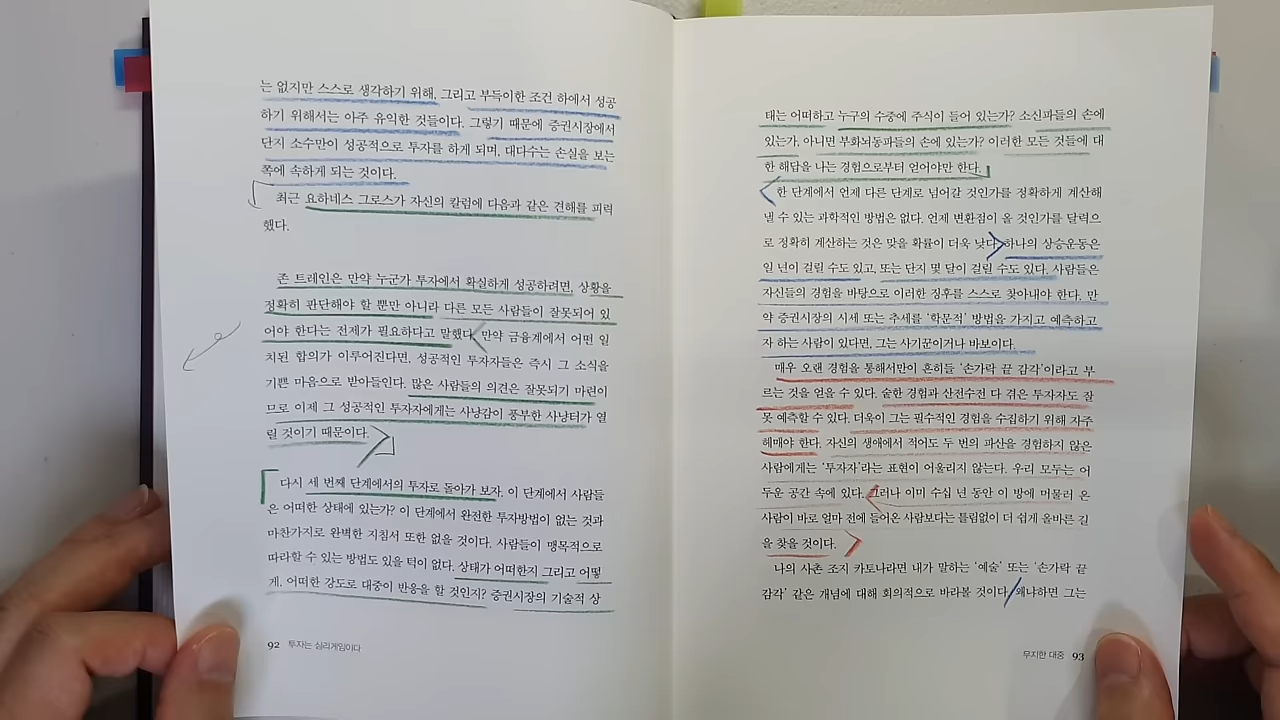 는 없지만 스스로 생각하기 위해, 그리고 부득이한 조건 하에서 성공
하기 위해서는 아주 유익한 것들이다. 그렇기 때문에 증권시장에서
단지 소수만이 성공적으로 투자를 하게 되며, 대다수는 손실을 보는
쪽에 속하게 되는 것이다.
최근 요하네스 그로스가 자신의 칼럼에 다음과 같은 견해를 피력
했다.
존 트레인은 만약 누군가 투자에서 확실하게 성공하려면, 상황을
정확히 판단해야 할 뿐만 아니라 다른 모든 사람들이 잘못되어 있
어야 한다는 전제가 필요하다고 말했다. 만약 금융계에서 어떤 일
치된 합의가 이루어진다면, 성공적인 투자자들은 즉시 그 소식을
기쁜 마음으로 받아들인다. 많은 사람들의 의견은 잘못되기 마련이
므로 이제 그 성공적인 투자자에게는 사냥감이 풍부한 사냥터가 열
릴 것이기 때문이다.
다시 세 번째 단계에서의 투자로 돌아가 보자. 이 단계에서 사람들
은 어떠한 상태에 있는가? 이 단계에서 완전한 투자방법이 없는 것과
마찬가지로 완벽한 지침서 또한 없을 것이다. 사람들이 맹목적으로
따라할 수 있는 방법도 있을 턱이 없다. 상태가 어떠한지 그리고 어떻
게, 어떠한 강도로 대중이 반응을 할 것인지? 증권시장의 기술적 상
92 투자는 심리게임이다
태는 어떠하고 누구의 수중에 주식이 들어 있는가? 소신파들의 손에
있는가, 아니면 부화뇌동파들의 손에 있는가? 이러한 모든 것들에 대
한 해답을 나는 경험으로부터 얻어야만 한다.
한 단계에서 언제 다른 단계로 넘어갈 것인가를 정확하게 계산해
낼 수 있는 과학적인 방법은 없다. 언제 변환점이 올 것인가를 달력으
로 정확히 계산하는 것은 맞을 확률이 더욱 낮다. 하나의 상승운동은
일 년이 걸릴 수도 있고, 또는 단지 몇 달이 걸릴 수도 있다. 사람들은
자신들의 경험을 바탕으로 이러한 징후를 스스로 찾아내야 한다. 만
약 증권시장의 시세 또는 추세를 '학문적' 방법을 가지고 예측하고
자 하는 사람이 있다면, 그는 사기꾼이거나 바보이다.
매우 오랜 경험을 통해서만이 흔히들 '손가락 끝 감각'이라고 부
르는 것을 얻을 수 있다. 숱한 경험과 산전수전 다 겪은 투자자도 잘
못 예측할 수 있다. 더욱이 그는 필수적인 경험을 수집하기 위해 자주
헤매야 한다. 자신의 생애에서 적어도 두 번의 파산을 경험하지 않은
사람에게는 '투자자'라는 표현이 어울리지 않는다. 우리 모두는 어
두운 공간 속에 있다. 그러나 이미 수십 년 동안 이 방에 머물러 온
사람이 바로 얼마 전에 들어온 사람보다는 틀림없이 더 쉽게 올바른 길
을 찾을 것이다.
나의 사촌 조지 카토나라면 내가 말하는 '예술' 또는 '손가락 끝
감각' 같은 개념에 대해 회의적으로 바라볼 것이다. 왜냐하면 그는
무지한 대중 93